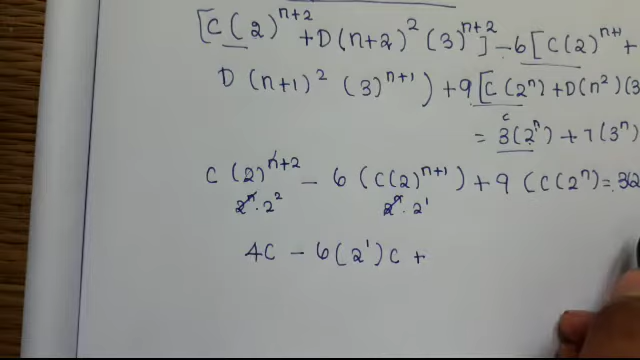 [C(2)^{n+2} + D(n+2)^2 (3)^{n+2}] - 6[C(2)^{n+1} +
D(n+1)^2 (3)^{n+1}) + 9[C(2^n) + D(n^2)(3
= 3(2^n) + 7(3^n)
C(2)^{n+2} - 6(C(2)^{n+1}) + 9(C(2^n) = 3(2
2^n · 2^2 2^n · 2^1
4C - 6(2^1)C +